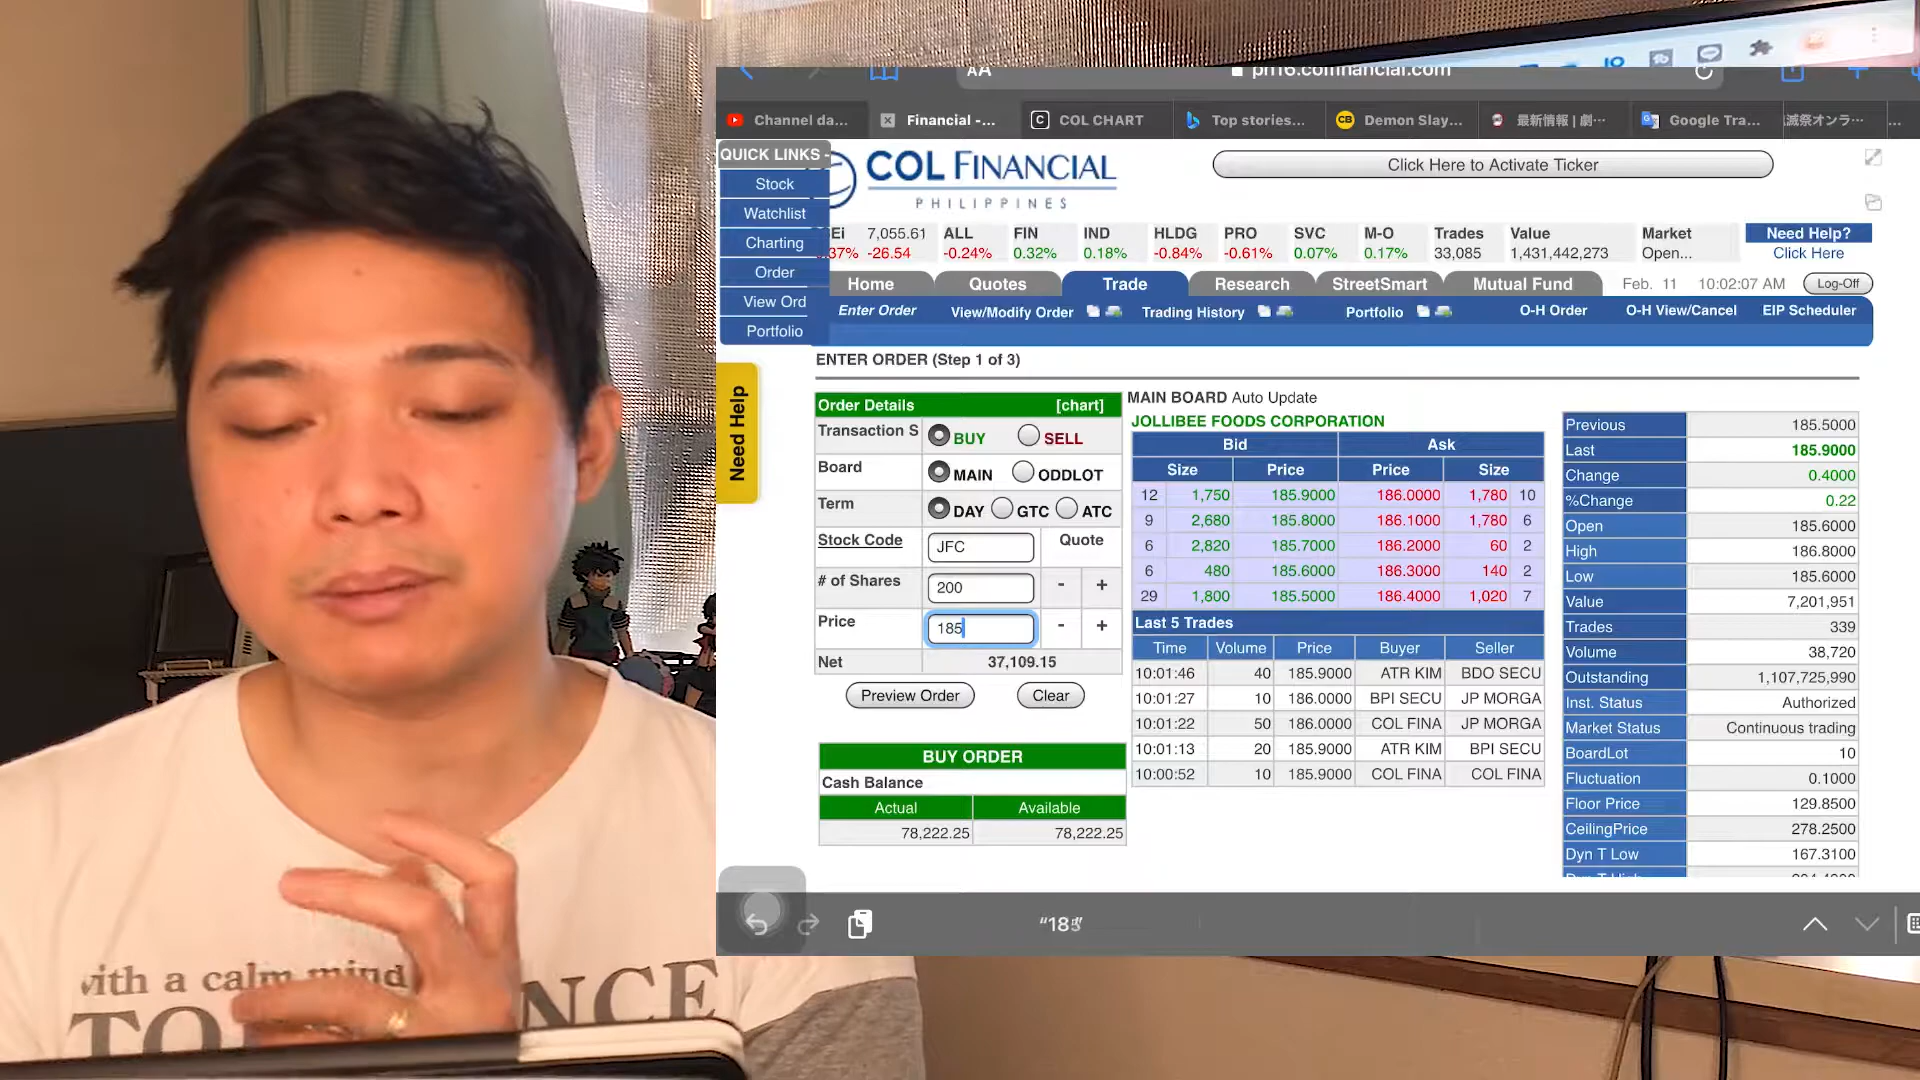 AA
ph16.colfinancial.com
Channel da...
Financial -...
COL CHART
Top stories...
CB
Demon Slay...
最新情報 | 劇···
Google Tra...
滅祭オンラ···
...
QUICK LINKS -
Stock
Watchlist
Charting
Order
View Ord
Portfolio
Need Help
COL FINANCIAL
PHILIPPINES
Click Here to Activate Ticker
Ei 7,055.61 ALL FIN IND HLDG PRO SVC M-O Trades Value Market
.37% -26.54 -0.24% 0.32% 0.18% -0.84% -0.61% 0.07% 0.17% 33,085 1,431,442,273 Open...
Need Help?
Click Here
Home Quotes Trade Research StreetSmart Mutual Fund Feb. 11 10:02:07 AM Log-Off
Enter Order View/Modify Order Trading History Portfolio O-H Order O-H View/Cancel EIP Scheduler
ENTER ORDER (Step 1 of 3)
Order Details [chart]
Transaction S BUY SELL
Board MAIN ODDLOT
Term DAY GTC ATC
Stock Code JFC Quote
# of Shares 200 - +
Price 185 - +
Net 37,109.15
Preview Order Clear
BUY ORDER
Cash Balance
Actual Available
78,222.25 78,222.25
MAIN BOARD Auto Update
JOLLIBEE FOODS CORPORATION
Bid Ask
Size Price Price Size
12 1,750 185.9000 186.0000 1,780 10
9 2,680 185.8000 186.1000 1,780 6
6 2,820 185.7000 186.2000 60 2
6 480 185.6000 186.3000 140 2
29 1,800 185.5000 186.4000 1,020 7
Last 5 Trades
Time Volume Price Buyer Seller
10:01:46 40 185.9000 ATR KIM BDO SECU
10:01:27 10 186.0000 BPI SECU JP MORGA
10:01:22 50 186.0000 COL FINA JP MORGA
10:01:13 20 185.9000 ATR KIM BPI SECU
10:00:52 10 185.9000 COL FINA COL FINA
Previous 185.5000
Last 185.9000
Change 0.4000
%Change 0.22
Open 185.6000
High 186.8000
Low 185.6000
Value 7,201,951
Trades 339
Volume 38,720
Outstanding 1,107,725,990
Inst. Status Authorized
Market Status Continuous trading
BoardLot 10
Fluctuation 0.1000
Floor Price 129.8500
CeilingPrice 278.2500
Dyn T Low 167.3100
with a calm mind
NCE